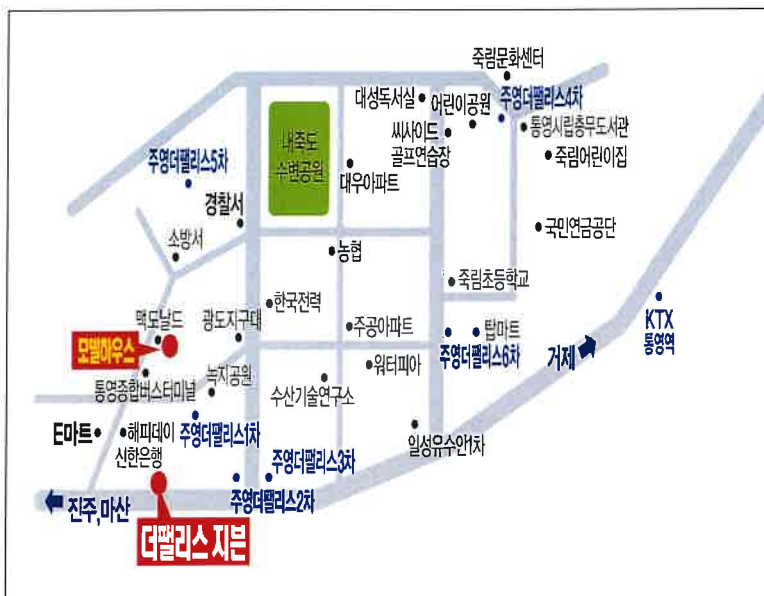 죽림문화센터
대성독서실
어린이공원
주영더팰리스4차
씨사이드
골프연습장
통영시립충무도서관
죽림어린이집
내죽도
수변공원
대우아파트
주영더팰리스5차
경찰서
소방서
국민연금공단
농협
죽림초등학교
한국전력
맥도날드
광도지구대
주공아파트
탑마트
주영더팰리스6차
KTX
통영역
거제
모델하우스
통영종합버스터미널
녹지공원
워터피아
수산기술연구소
E마트
해피데이
신한은행
주영더팰리스1차
일성유수안1차
주영더팰리스3차
주영더팰리스2차
진주,마산
더팰리스 지븐